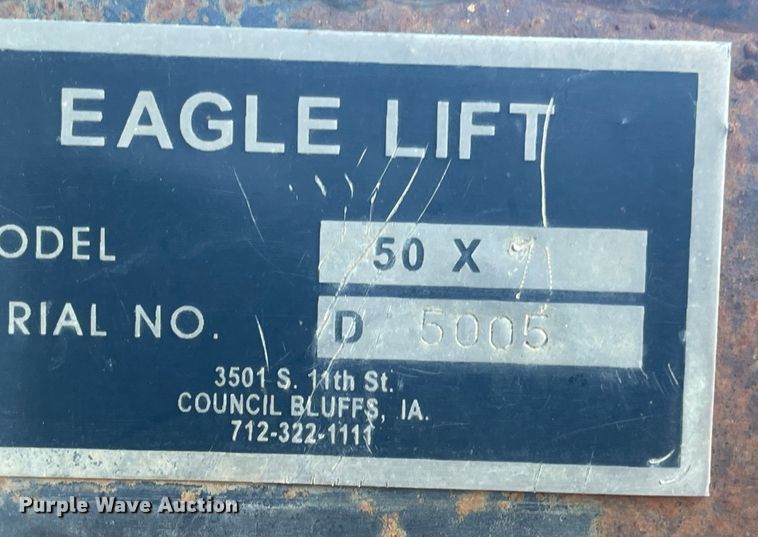 EAGLE LIFT
ODEL 50 X
RIAL NO. D 5005
3501 S. 11th St.
COUNCIL BLUFFS, IA.
712-322-1111
Purple Wave Auction